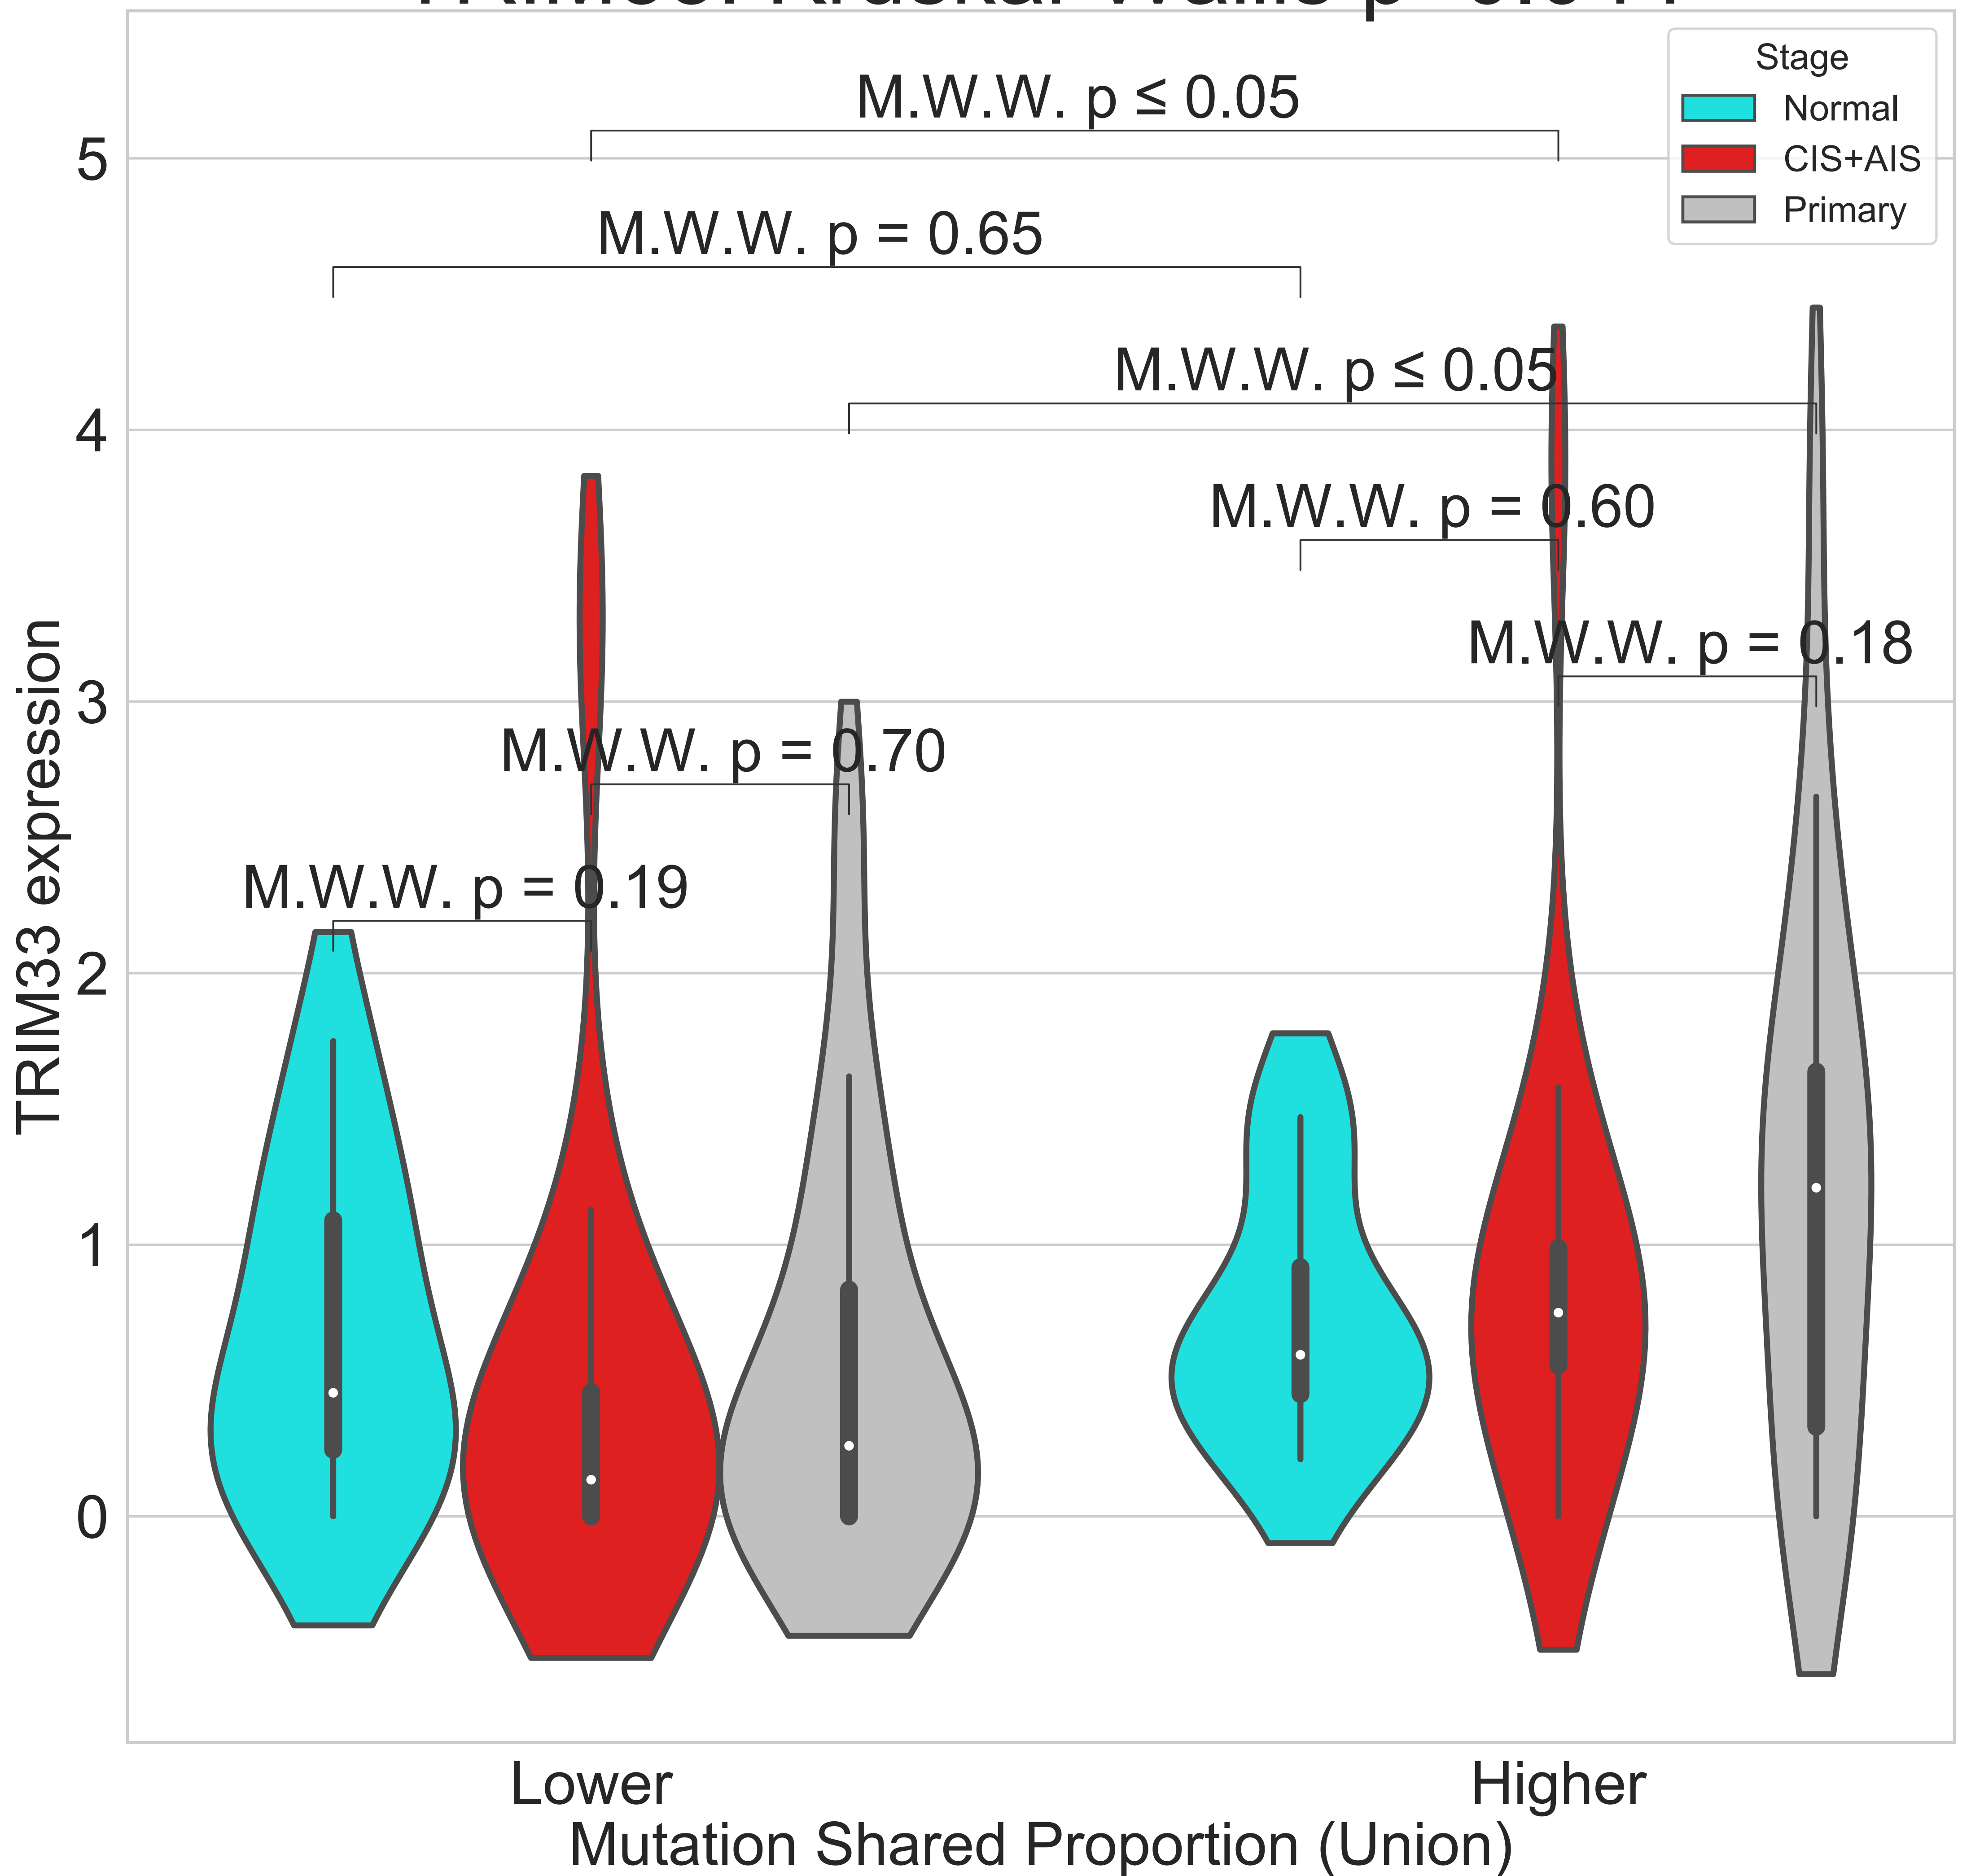 Stage
Normal
CIS+AIS
Primary
M.W.W. p ≤ 0.05
M.W.W. p = 0.65
M.W.W. p ≤ 0.05
M.W.W. p = 0.60
M.W.W. p = 0.18
M.W.W. p = 0.70
M.W.W. p = 0.19
TRIM33 expression
5
4
3
2
1
0
Lower
Higher
Mutation Shared Proportion (Union)